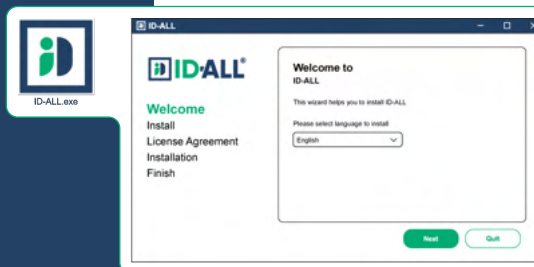 ID-ALL.exe
ID-ALL
ID·ALL®
Welcome
Install
License Agreement
Installation
Finish
Welcome to
ID-ALL
This wizard helps you to install ID-ALL
Please select language to install
English
Next
Quit